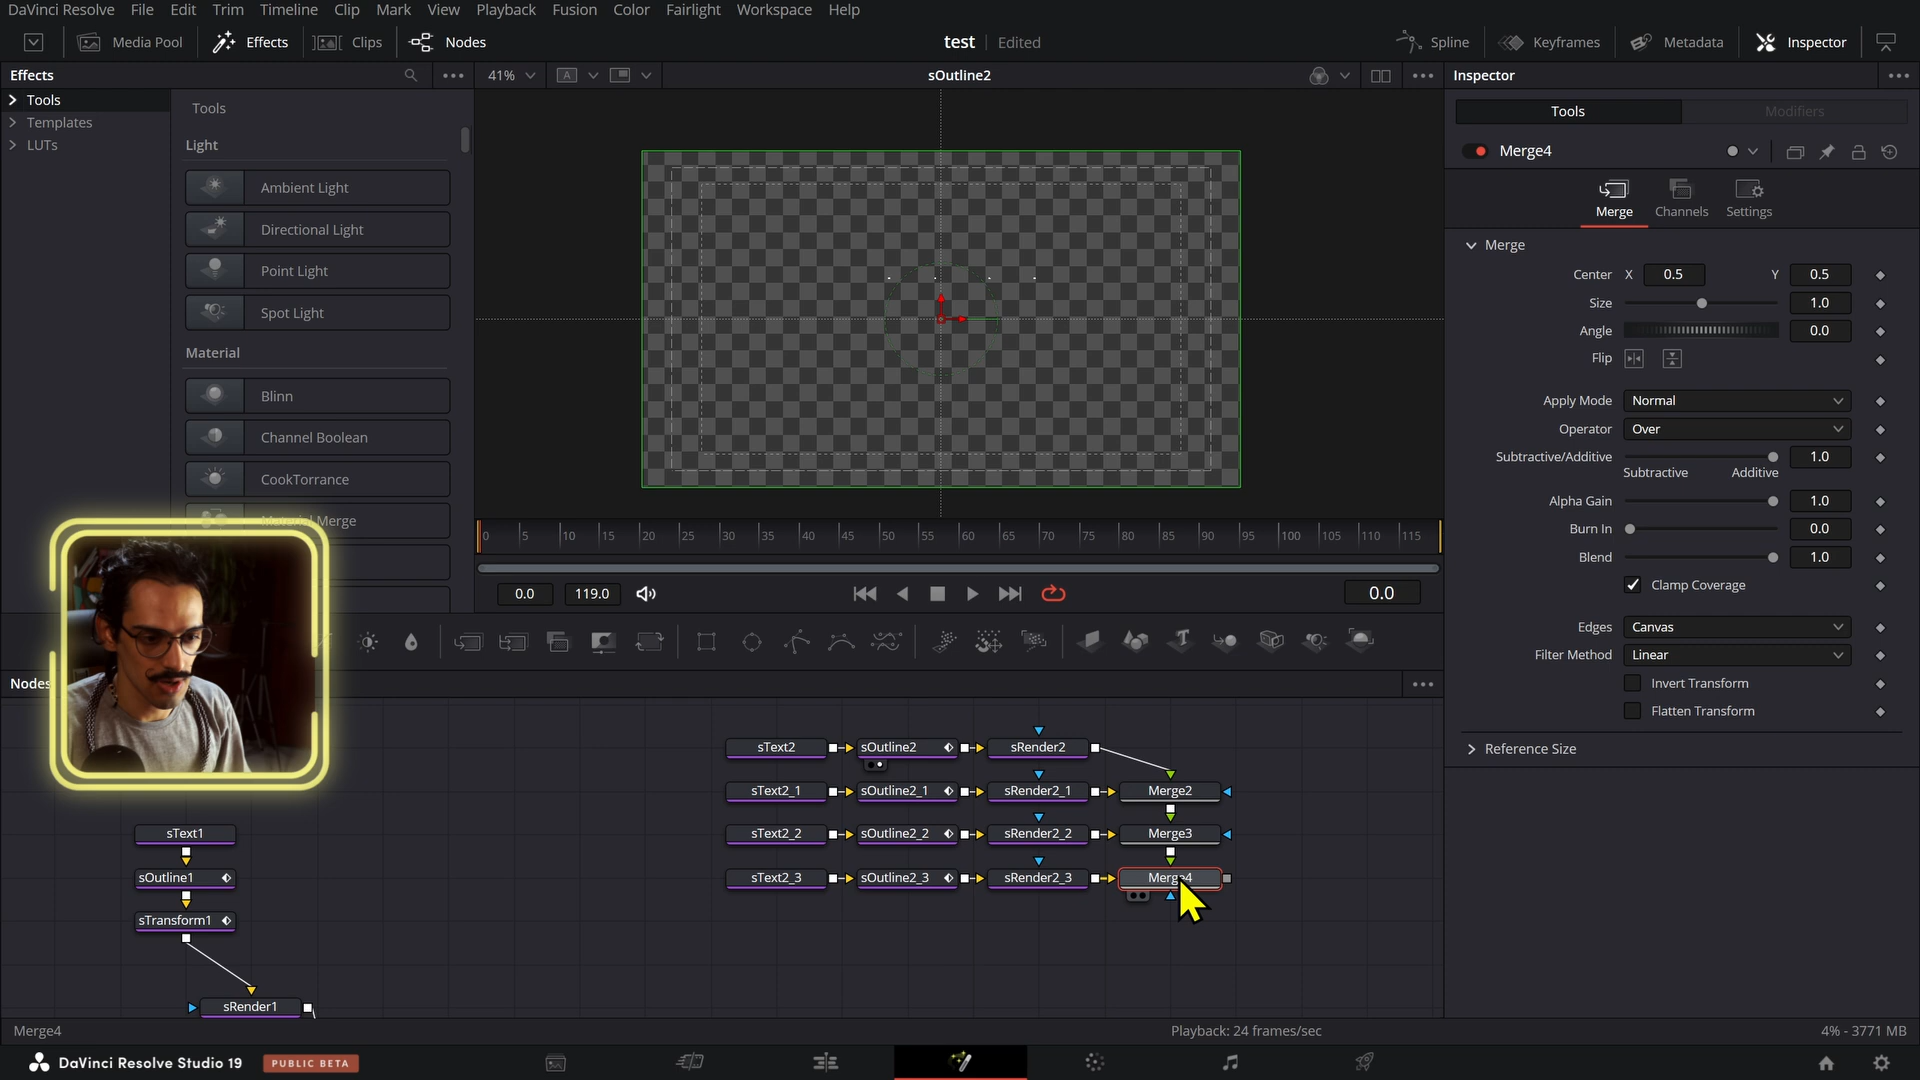 DaVinci Resolve File Edit Trim Timeline Clip Mark View Playback Fusion Color Fairlight Workspace Help
Media Pool Effects Clips Nodes test Edited Spline Keyframes Metadata Inspector
Effects 41% A sOutline2 Inspector
Tools
Templates
LUTs
Tools
Light
Ambient Light
Directional Light
Point Light
Spot Light
Material
Blinn
Channel Boolean
CookTorrance
Material Merge
Tools Modifiers
Merge4
Merge Channels Settings
Merge
Center X 0.5 Y 0.5
Size 1.0
Angle 0.0
Flip
Apply Mode Normal
Operator Over
Subtractive/Additive 1.0
Subtractive Additive
Alpha Gain 1.0
Burn In 0.0
Blend 1.0
Clamp Coverage
Edges Canvas
Filter Method Linear
Invert Transform
Flatten Transform
Reference Size
0 5 10 15 20 25 30 35 40 45 50 55 60 65 70 75 80 85 90 95 100 105 110 115
0.0 119.0 0.0
Nodes
sText2 sOutline2 sRender2
sText2_1 sOutline2_1 sRender2_1 Merge2
sText2_2 sOutline2_2 sRender2_2 Merge3
sText2_3 sOutline2_3 sRender2_3 Merge4
sText1
sOutline1
sTransform1
sRender1
Merge4 Playback: 24 frames/sec 4% - 3771 MB
DaVinci Resolve Studio 19 PUBLIC BETA